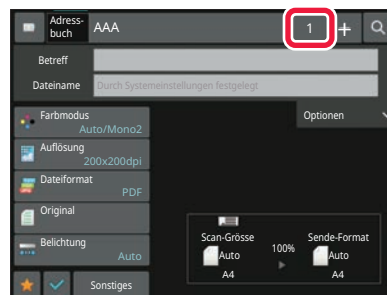 Adress-
buch
AAA
1
Betreff
Dateiname
Durch Systemeinstellungen festgelegt
Farbmodus
Auto/Mono2
Optionen
Auflösung
200x200dpi
Dateiformat
PDF
Original
Belichtung
Auto
Scan-Grösse
100%
Sende-Format
Auto
Auto
A4
A4
Sonstiges